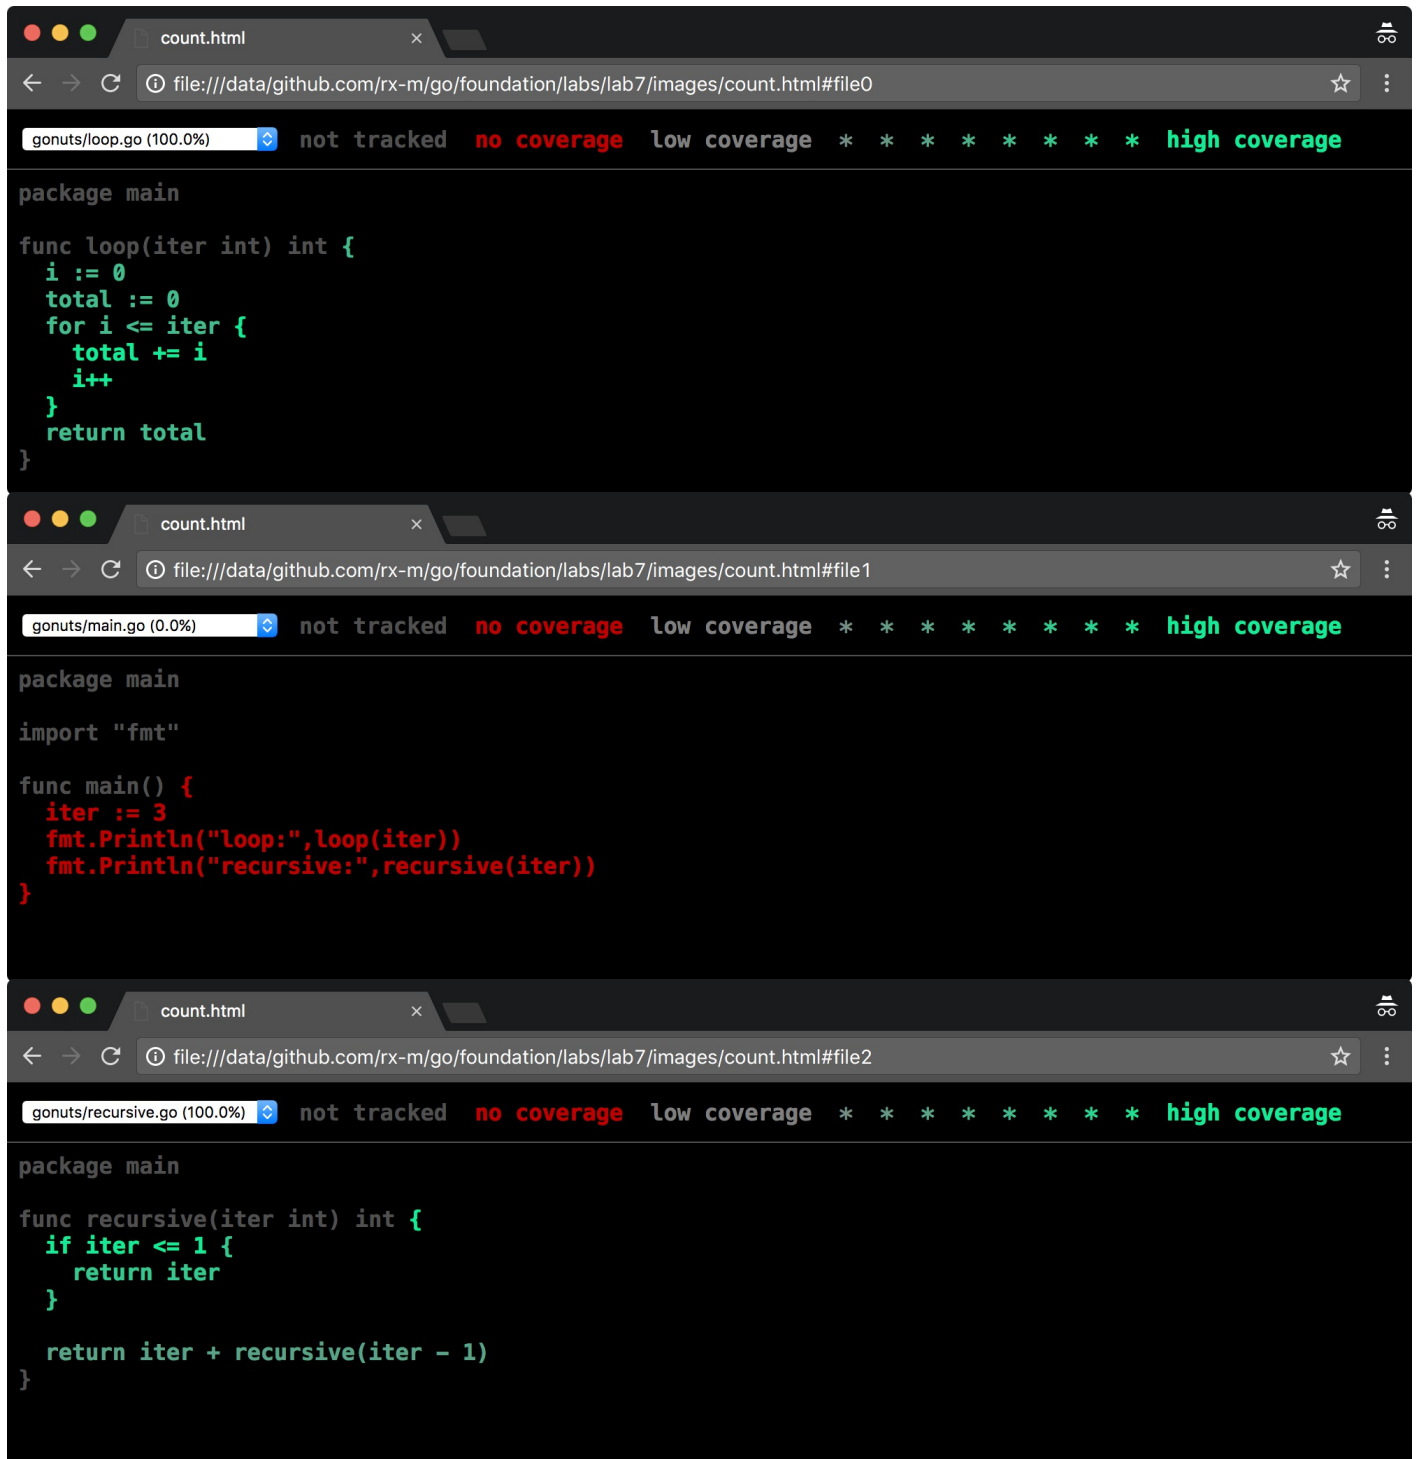 count.html
file:///data/github.com/rx-m/go/foundation/labs/lab7/images/count.html#file0
gonuts/loop.go (100.0%) not tracked no coverage low coverage * * * * * * * * high coverage
package main
func loop(iter int) int {
  i := 0
  total := 0
  for i <= iter {
    total += i
    i++
  }
  return total
}
count.html
file:///data/github.com/rx-m/go/foundation/labs/lab7/images/count.html#file1
gonuts/main.go (0.0%) not tracked no coverage low coverage * * * * * * * * high coverage
package main
import "fmt"
func main() {
  iter := 3
  fmt.Println("loop:",loop(iter))
  fmt.Println("recursive:",recursive(iter))
}
count.html
file:///data/github.com/rx-m/go/foundation/labs/lab7/images/count.html#file2
gonuts/recursive.go (100.0%) not tracked no coverage low coverage * * * * * * * * high coverage
package main
func recursive(iter int) int {
  if iter <= 1 {
    return iter
  }
  return iter + recursive(iter - 1)
}